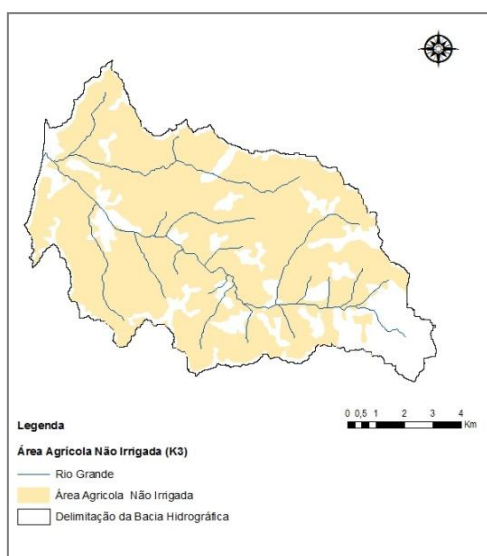 Legenda
0 0,5 1 2 3 4
Km
Área Agrícola Não Irrigada (K3)
Rio Grande
Área Agricola Não Irrigada
Delimitação da Bacia Hidrográfica